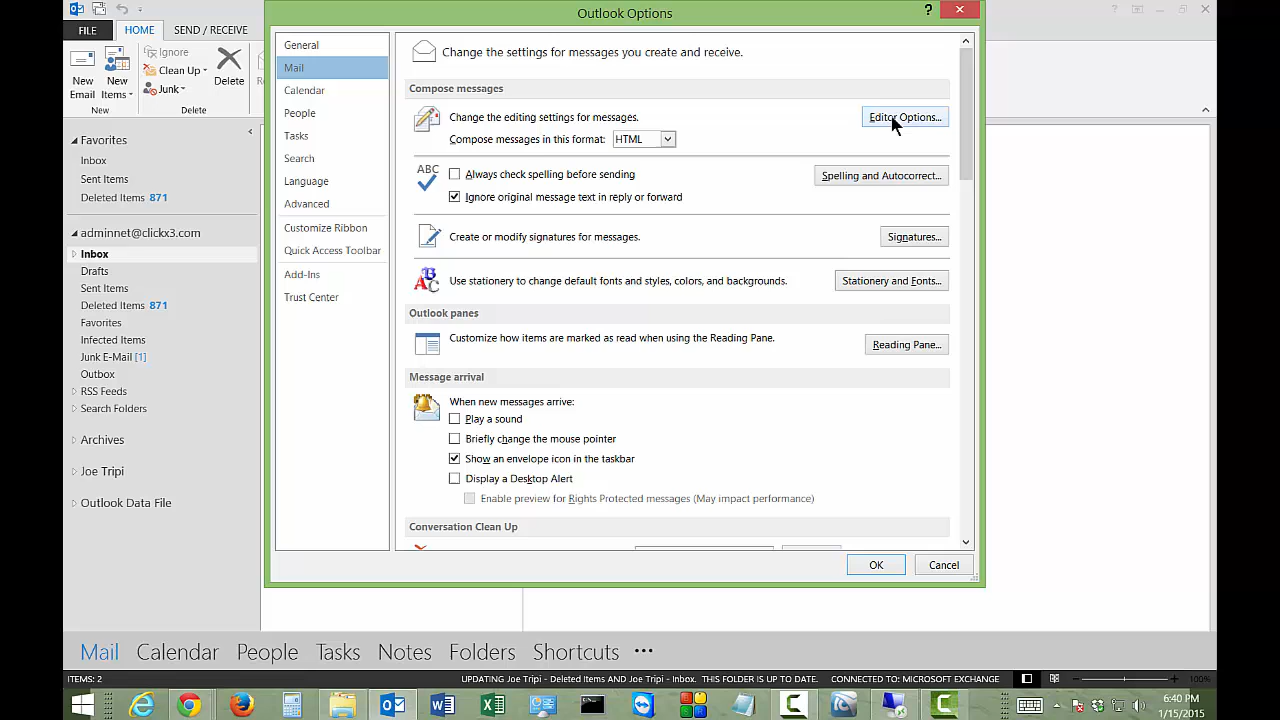 Outlook Options
?
FILE
HOME
SEND / RECEIVE
New
Email
New
Items
New
Ignore
Clean Up
Junk
Delete
Delete
Favorites
Inbox
Sent Items
Deleted Items 871
adminnet@clickx3.com
Inbox
Drafts
Sent Items
Deleted Items 871
Favorites
Infected Items
Junk E-Mail [1]
Outbox
RSS Feeds
Search Folders
Archives
Joe Tripi
Outlook Data File
General
Mail
Calendar
People
Tasks
Search
Language
Advanced
Customize Ribbon
Quick Access Toolbar
Add-Ins
Trust Center
Change the settings for messages you create and receive.
Compose messages
Change the editing settings for messages.
Editor Options...
Compose messages in this format: HTML
ABC
Always check spelling before sending
Spelling and Autocorrect...
Ignore original message text in reply or forward
Create or modify signatures for messages.
Signatures...
Use stationery to change default fonts and styles, colors, and backgrounds.
Stationery and Fonts...
Outlook panes
Customize how items are marked as read when using the Reading Pane.
Reading Pane...
Message arrival
When new messages arrive:
Play a sound
Briefly change the mouse pointer
Show an envelope icon in the taskbar
Display a Desktop Alert
Enable preview for Rights Protected messages (May impact performance)
Conversation Clean Up
OK
Cancel
Mail Calendar People Tasks Notes Folders Shortcuts •••
ITEMS: 2
UPDATING Joe Tripi - Deleted Items AND Joe Tripi - Inbox. THIS FOLDER IS UP TO DATE. CONNECTED TO: MICROSOFT EXCHANGE
100%
6:40 PM
1/15/2015